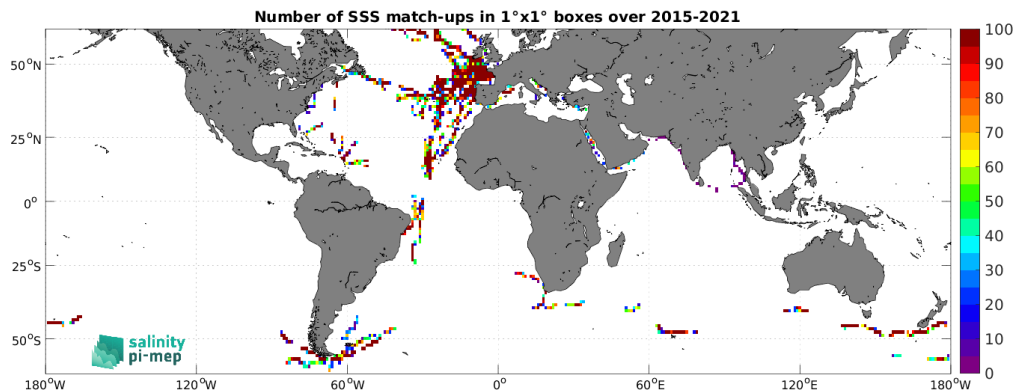 Number of SSS match-ups in 1°x1° boxes over 2015-2021
50°N
25°N
0°
25°S
50°S
180°W 120°W 60°W 0° 60°E 120°E 180°W
100
90
80
70
60
50
40
30
20
10
0
salinity
pi-mep